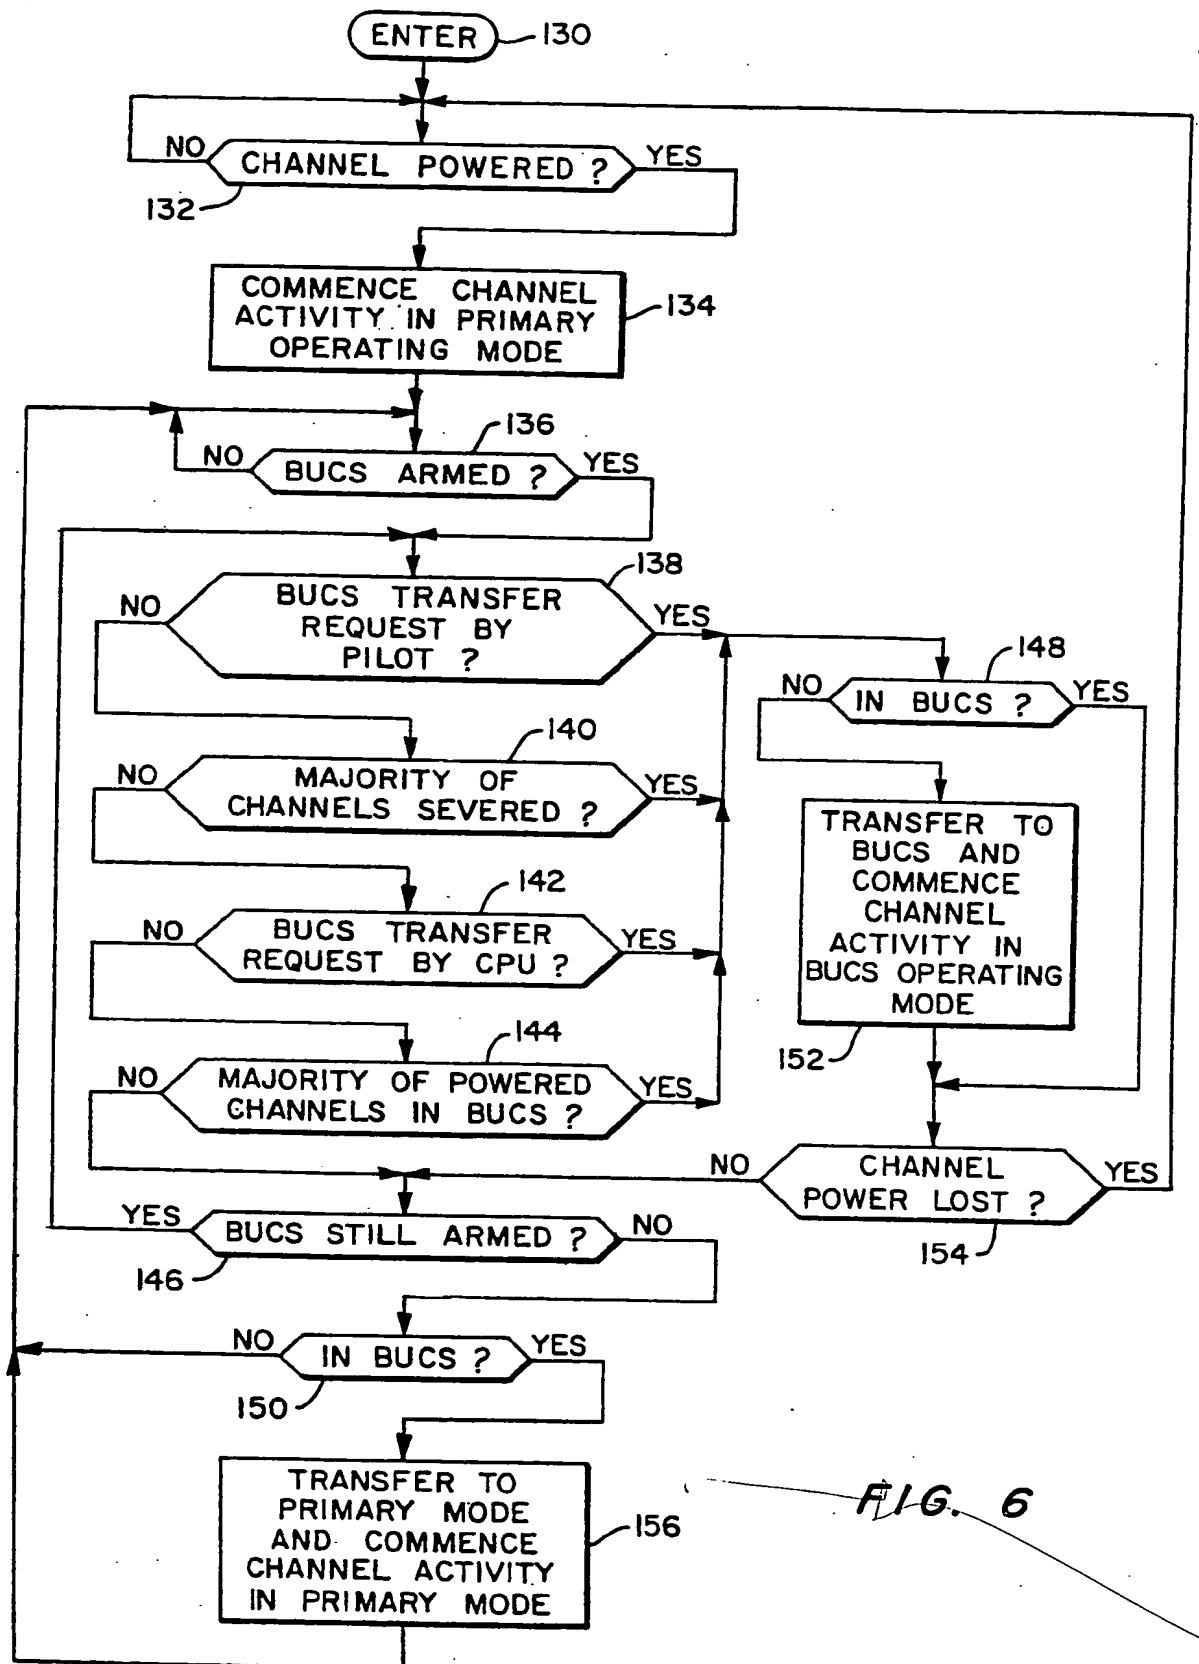 ENTER
130
NO
CHANNEL POWERED ?
YES
132
COMMENCE CHANNEL
ACTIVITY IN PRIMARY
OPERATING MODE
134
136
NO
BUCS ARMED ?
YES
138
NO
BUCS TRANSFER
REQUEST BY
PILOT ?
YES
148
NO
IN BUCS ?
YES
140
NO
MAJORITY OF
CHANNELS SEVERED ?
YES
TRANSFER TO
BUCS AND
COMMENCE
CHANNEL
ACTIVITY IN
BUCS OPERATING
MODE
152
142
NO
BUCS TRANSFER
REQUEST BY CPU ?
YES
144
NO
MAJORITY OF POWERED
CHANNELS IN BUCS ?
YES
NO
CHANNEL
POWER LOST ?
YES
154
YES
BUCS STILL ARMED ?
NO
146
NO
IN BUCS ?
YES
150
TRANSFER TO
PRIMARY MODE
AND COMMENCE
CHANNEL ACTIVITY
IN PRIMARY MODE
156
FIG. 6